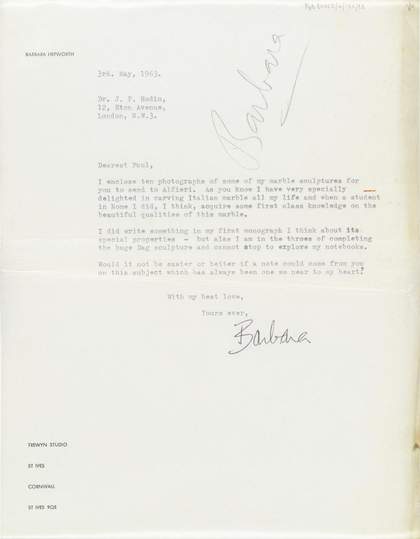 BARBARA HEPWORTH
3rd. May, 1963.
Barbara
Dr. J. P. Hodin,
12, Eton Avenue,
London, N.W.3.
Dearest Paul,
I enclose ten photographs of some of my marble sculptures for
you to send to Alfieri. As you know I have very specially
delighted in carving Italian marble all my life and when a student
in Rome I did, I think, acquire some first class knowledge on the
beautiful qualities of this marble.
I did write something in my first monograph I think about its
special properties - but alas I am in the throes of completing
the huge Dag sculpture and cannot stop to explore my notebooks.
Would it not be easier or better if a note could come from you
on this subject which has always been one so near to my heart?
With my best love,
Yours ever,
Barbara
TREWYN STUDIO
ST IVES
CORNWALL
ST IVES 905